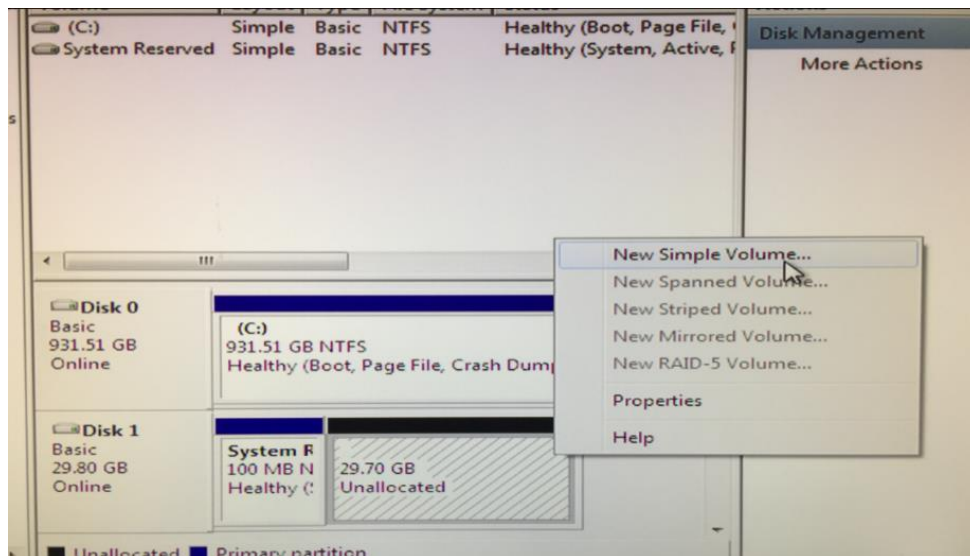 (C:) Simple Basic NTFS Healthy (Boot, Page File,
System Reserved Simple Basic NTFS Healthy (System, Active,
Disk Management
More Actions
s
New Simple Volume...
New Spanned Volume...
New Striped Volume...
New Mirrored Volume...
New RAID-5 Volume...
Properties
Help
Disk 0
Basic
931.51 GB
Online
(C:)
931.51 GB NTFS
Healthy (Boot, Page File, Crash Dum
Disk 1
Basic
29.80 GB
Online
System R
100 MB N
Healthy (
29.70 GB
Unallocated
Unallocated Primary partition